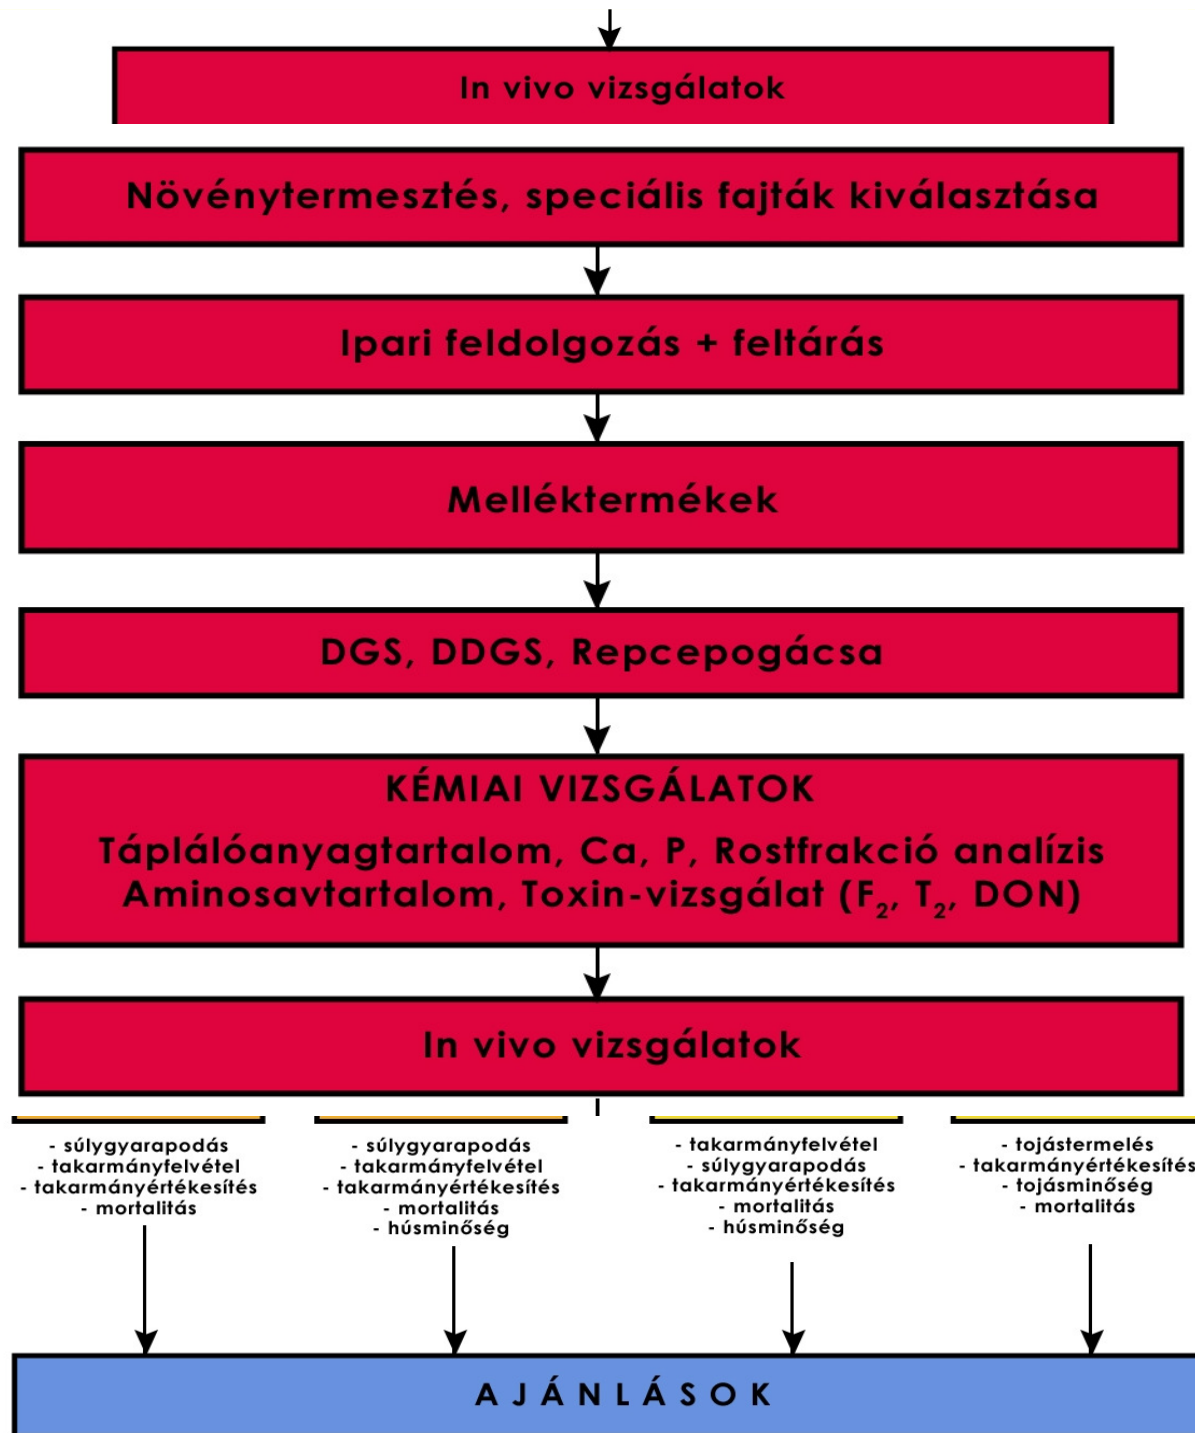 In vivo vizsgálatok
Növénytermesztés, speciális fajták kiválasztása
Ipari feldolgozás + feltárás
Melléktermékek
DGS, DDGS, Repcepogácsa
KÉMIAI VIZSGÁLATOK
Táplálóanyagtartalom, Ca, P, Rostfrakció analízis
Aminosavtartalom, Toxin-vizsgálat (F₂, T₂, DON)
In vivo vizsgálatok
- súlygyarapodás
- takarmányfelvétel
- takarmányértékesítés
- mortalitás
- súlygyarapodás
- takarmányfelvétel
- takarmányértékesítés
- mortalitás
- húsminőség
- takarmányfelvétel
- súlygyarapodás
- takarmányértékesítés
- mortalitás
- húsminőség
- tojástermelés
- takarmányértékesítés
- tojásminőség
- mortalitás
AJÁNLÁSOK